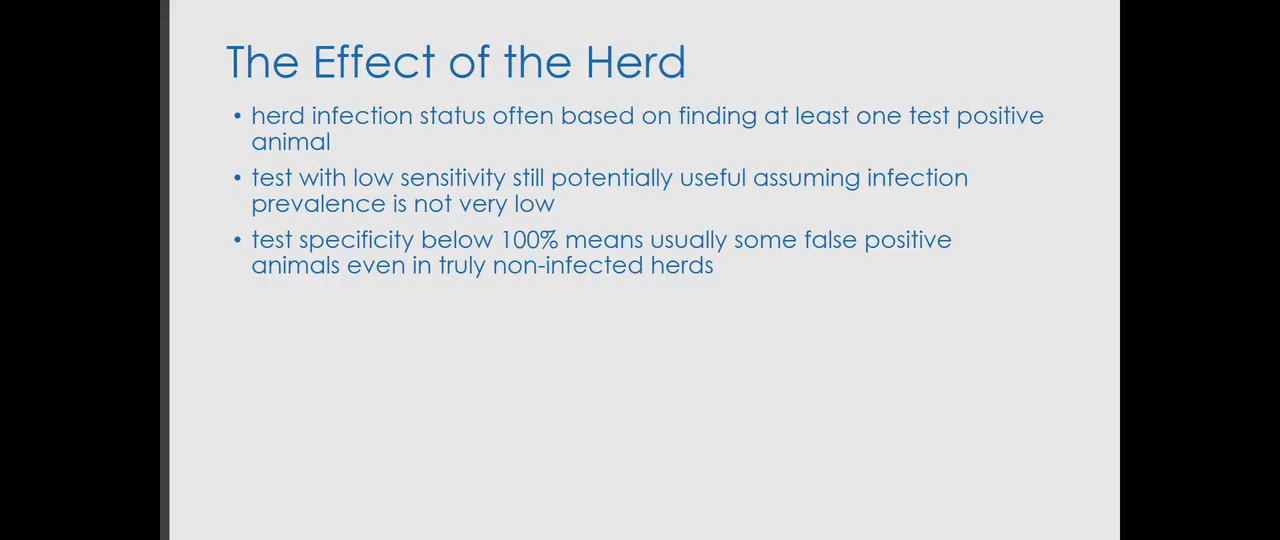 The Effect of the Herd
• herd infection status often based on finding at least one test positive
animal
• test with low sensitivity still potentially useful assuming infection
prevalence is not very low
• test specificity below 100% means usually some false positive
animals even in truly non-infected herds